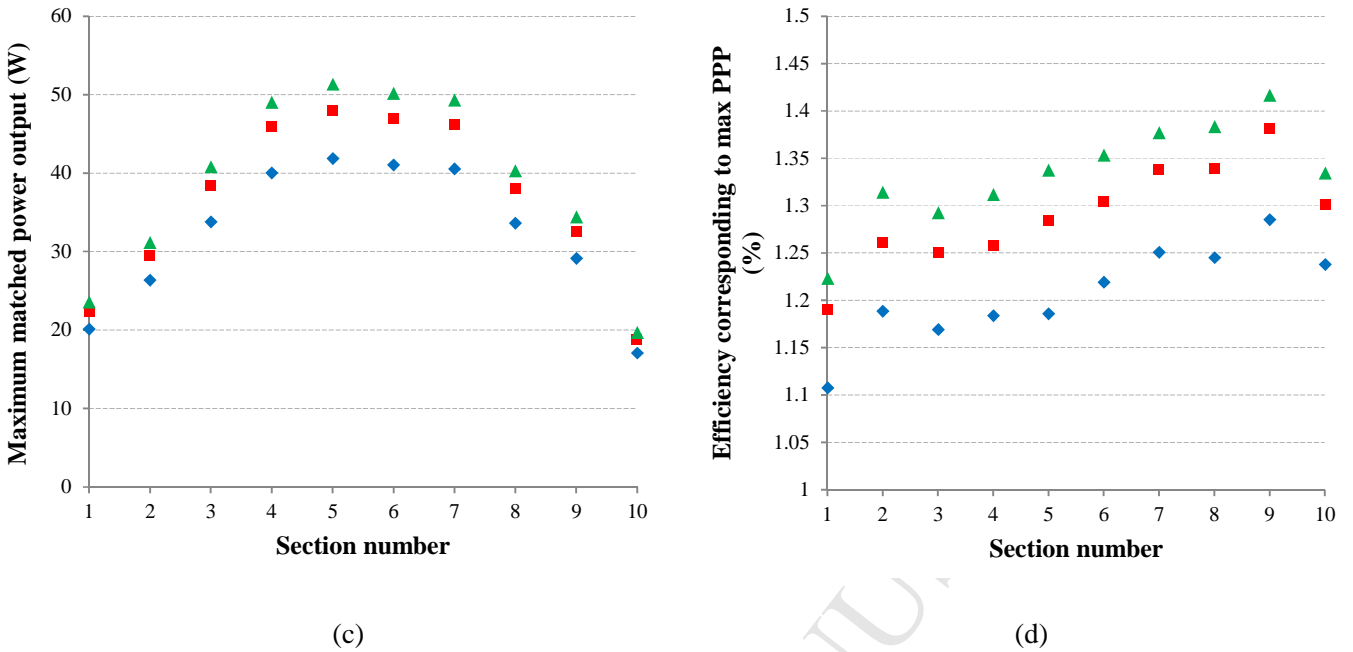 60
50
40
30
20
10
0
1 2 3 4 5 6 7 8 9 10
Maximum matched power output (W)
Section number
(c)
1.5
1.45
1.4
1.35
1.3
1.25
1.2
1.15
1.1
1.05
1
1 2 3 4 5 6 7 8 9 10
Efficiency corresponding to max PPP
(%)
Section number
(d)